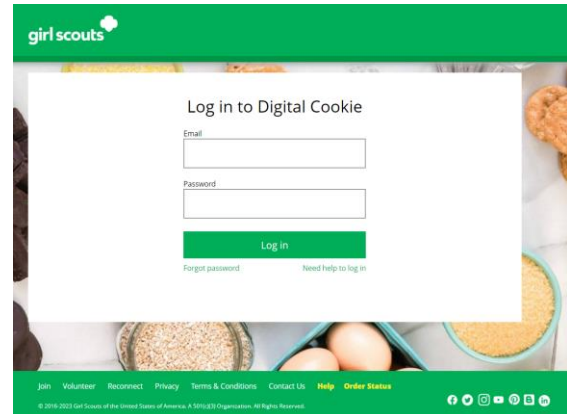 girl scouts
Log in to Digital Cookie
Email
Password
Log in
Forgot password Need help to log in
Join Volunteer Reconnect Privacy Terms & Conditions Contact Us Help Order Status
© 2016-2023 Girl Scouts of the United States of America. A 501(c)(3) Organization. All Rights Reserved.